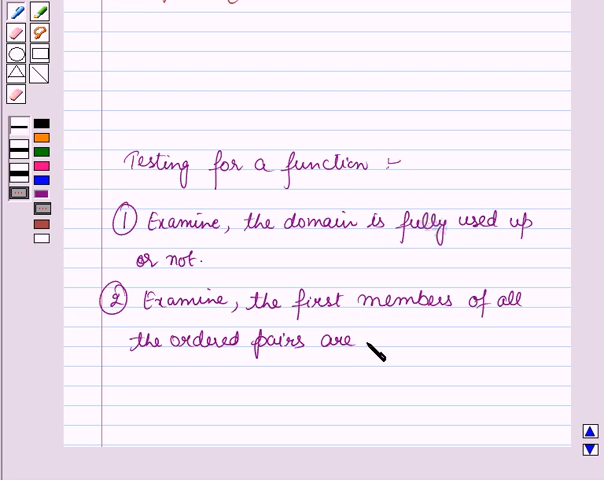 Testing for a function :-
① Examine, the domain is fully used up
or not.
② Examine, the first members of all
the ordered pairs are